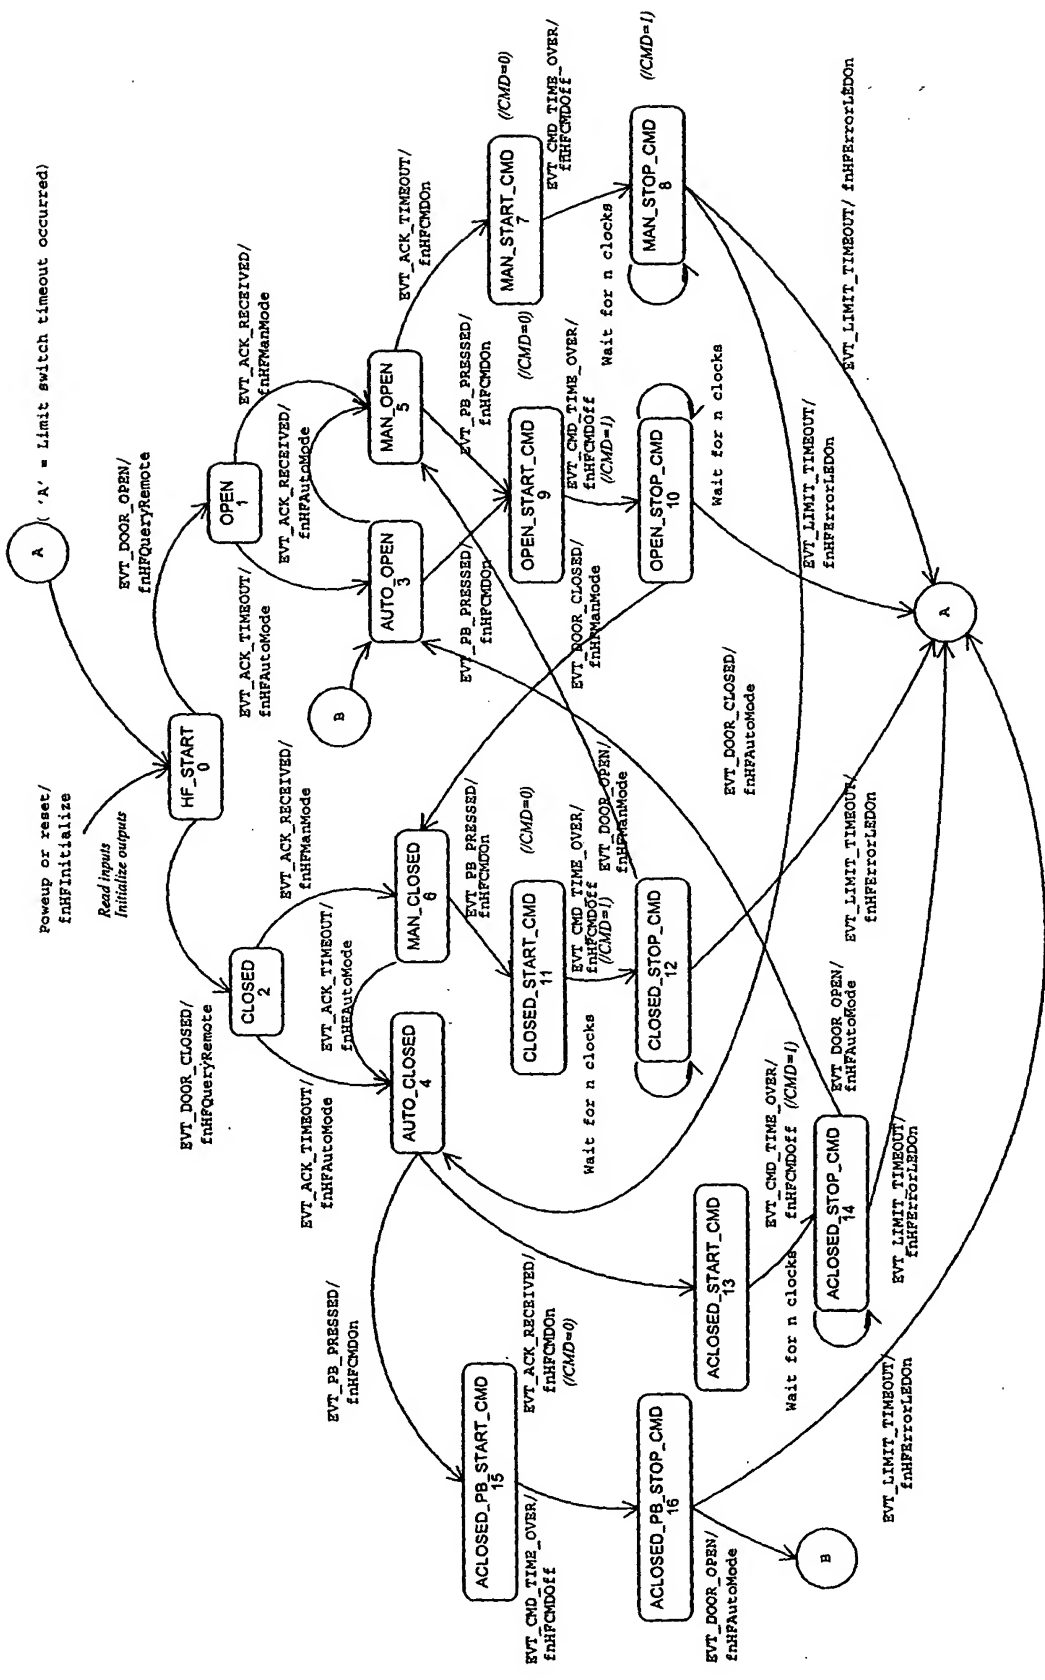 ( 'A' = Limit switch timeout occurred)
A
Poweup or reset/
fnHFInitialize
Read inputs
Initialize outputs
HF_START
0
EVT_DOOR_OPEN/
fnHFQueryRemote
EVT_DOOR_CLOSED/
fnHFQueryRemote
OPEN
1
CLOSED
2
EVT_ACK_TIMEOUT/
fnHFAutoMode
EVT_ACK_RECEIVED/
fnHFManMode
EVT_ACK_RECEIVED/
fnHFAutoMode
EVT_ACK_RECEIVED/
fnHFManMode
EVT_ACK_TIMEOUT/
fnHFAutoMode
EVT_ACK_TIMEOUT/
fnHFAutoMode
B
AUTO_OPEN
3
MAN_OPEN
5
AUTO_CLOSED
4
MAN_CLOSED
6
EVT_ACK_TIMEOUT/
fnHFCMDOn
MAN_START_CMD
7
(/CMD=0)
EVT_CMD_TIME_OVER/
fnHFCMDOff
MAN_STOP_CMD
8
(/CMD=1)
Wait for n clocks
EVT_PB_PRESSED/
fnHFCMDOn
EVT_PB_PRESSED/
fnHFCMDOn
OPEN_START_CMD
9
(/CMD=0)
EVT_CMD_TIME_OVER/
fnHFCMDOff
(/CMD=1)
OPEN_STOP_CMD
10
Wait for n clocks
EVT_DOOR_CLOSED/
fnHFManMode
EVT_PB_PRESSED/
fnHFCMDOn
CLOSED_START_CMD
11
(/CMD=0)
EVT_CMD_TIME_OVER/
fnHFCMDOff
(/CMD=1)
CLOSED_STOP_CMD
12
Wait for n clocks
EVT_DOOR_OPEN/
fnHFManMode
EVT_DOOR_CLOSED/
fnHFAutoMode
EVT_PB_PRESSED/
fnHFCMDOn
EVT_ACK_RECEIVED/
fnHFCMDOn
(/CMD=0)
ACLOSED_START_CMD
13
EVT_CMD_TIME_OVER/
fnHFCMDOff (/CMD=1)
Wait for n clocks
ACLOSED_STOP_CMD
14
EVT_DOOR_OPEN/
fnHFAutoMode
ACLOSED_PB_START_CMD
15
EVT_CMD_TIME_OVER/
fnHFCMDOff
ACLOSED_PB_STOP_CMD
16
EVT_DOOR_OPEN/
fnHFAutoMode
B
EVT_LIMIT_TIMEOUT/ fnHFErrorLEDOn
EVT_LIMIT_TIMEOUT/
fnHFErrorLEDOn
EVT_LIMIT_TIMEOUT/
fnHFErrorLEDOn
EVT_LIMIT_TIMEOUT/
fnHFErrorLEDOn
EVT_LIMIT_TIMEOUT/
fnHFErrorLEDOn
A